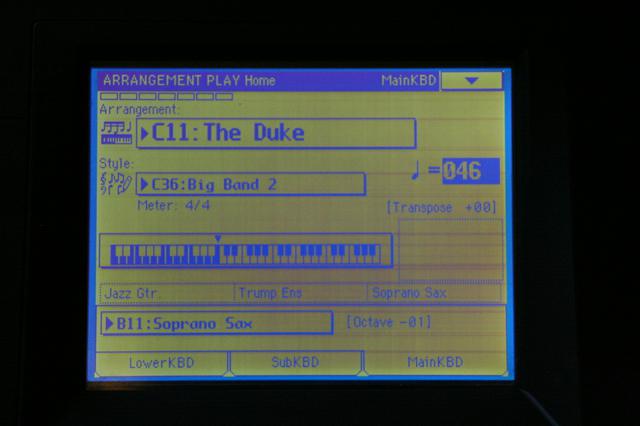 ARRANGEMENT PLAY Home MainKBD
Arrangement:
C11:The Duke
Style:
C36:Big Band 2
=046
Meter: 4/4
[Transpose +00]
Jazz Gtr. Trump Ens Soprano Sax
B11:Soprano Sax [Octave -01]
LowerKBD SubKBD MainKBD